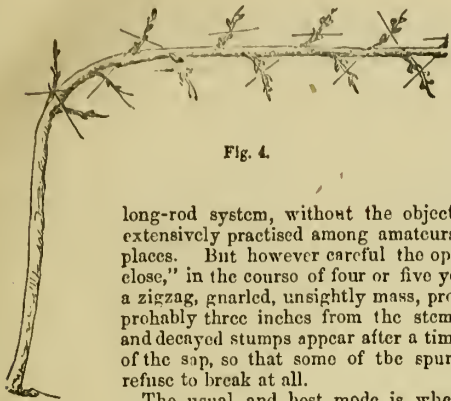 Fig. 4.
long-rod system, without the object
extensively practised among amateurs
places. But however careful the op
close," in the course of four or five y
a zigzag, gnarled, unsightly mass, pro
probably three inches from the stem
and decayed stumps appear after a tim
of the sap, so that some of the spur
refuse to break at all.
The usual and best mode is whe